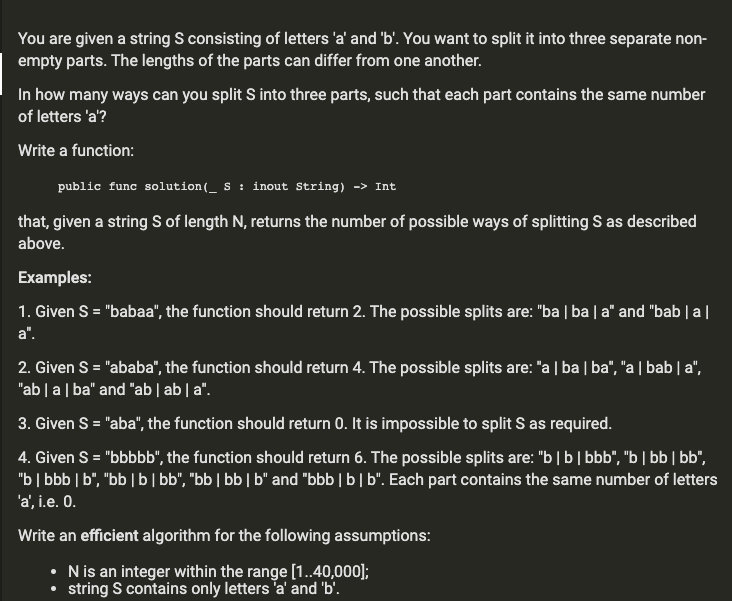 You are given a string S consisting of letters 'a' and 'b'. You want to split it into three separate non-
empty parts. The lengths of the parts can differ from one another.
In how many ways can you split S into three parts, such that each part contains the same number
of letters 'a'?
Write a function:
public func solution(_ S : inout String) -> Int
that, given a string S of length N, returns the number of possible ways of splitting S as described
above.
Examples:
1. Given S = "babaa", the function should return 2. The possible splits are: "ba | ba | a" and "bab | a |
a".
2. Given S = "ababa", the function should return 4. The possible splits are: "a | ba | ba", "a | bab | a",
"ab | a | ba" and "ab | ab | a".
3. Given S = "aba", the function should return 0. It is impossible to split S as required.
4. Given S = "bbbbb", the function should return 6. The possible splits are: "b | b | bbb", "b | bb | bb",
"b | bbb | b", "bb | b | bb", "bb | bb | b" and "bbb | b | b". Each part contains the same number of letters
'a', i.e. 0.
Write an efficient algorithm for the following assumptions:
• N is an integer within the range [1..40,000];
• string S contains only letters 'a' and 'b'.